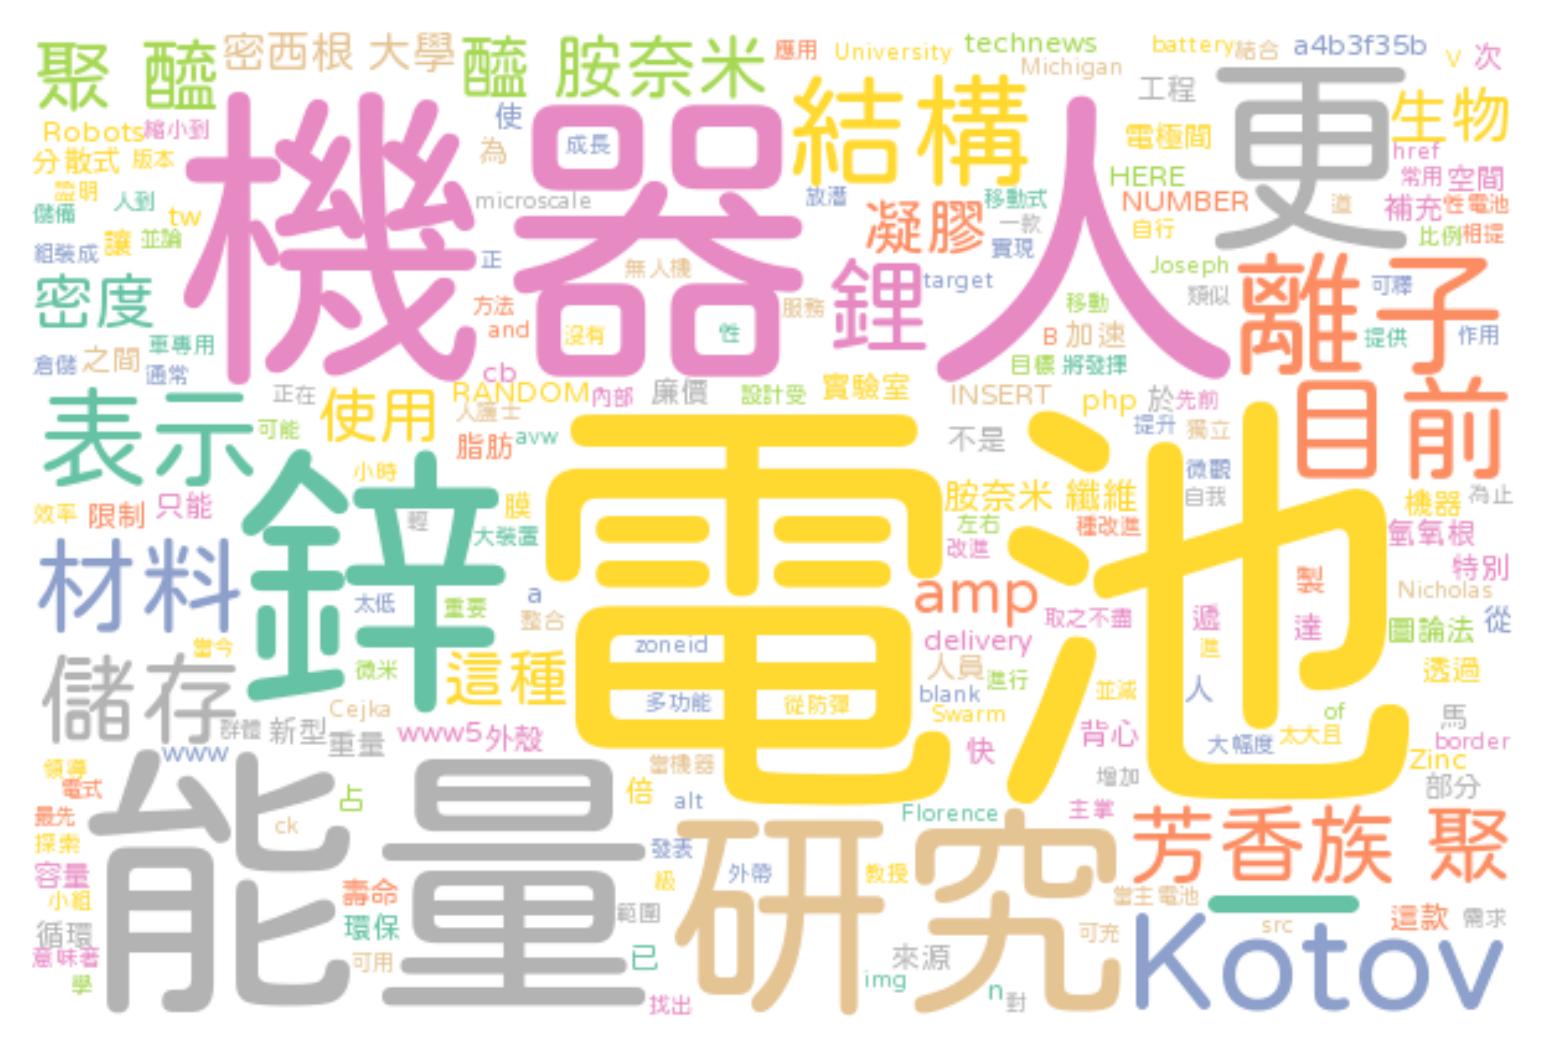 聚 醯
密西根 大學
醯 胺奈米
應用
University
technews
Michigan
battery
結合
a4b3f35b
V
次
Robots
縮小到
使
成長
結構
工程
更
生物
分散式
版本
為
機器人
電極間
href
證明
人到
microscale
放潛
凝膠
移動式
HERE
常用
空間
儲備
tw
一款
NUMBER
道
補充
性電池
組裝成
讓
並論
正
實現
自行
比例
相提
密度
無人機
鋰
target
Joseph
離子
可釋
方法
服務
類似
車專用
and
沒有
性
移動
B
加速
提供
作用
倉儲
之間
通常
cb
目標
將發揮
正在
使用
RANDOM
內部
廉價
設計受
實驗室
INSERT
php
於
先前
目前
表示
可能
人護士
脂肪
avw
不是
提升
獨立
小時
微觀
效率
限制
只能
鋅
輕
膜
電池
胺奈米 纖維
自我
機器
為止
大裝置
左右
種改進
氫氧根
材料
改進
特別
太低
重要
a
amp
製
Nicholas
整合
取之不盡
遞
達
圖論法
從
當今
zoneid
delivery
進
儲存
微米
這種
人員
進行
透過
多功能
從防彈
blank
並減
人
Cejka
Swarm
of
馬
群體
新型
重量
www5
外殼
背心
大幅度
太大且
border
www
快
Zinc
領導
當機器
增加
部分
電式
能量
占
倍
alt
Florence
主掌
最先
ck
研究
芳香族 聚
探索
發表
容量
級
外帶
教授
小組
壽命
當主電池
一
循環
環保
範圍
src
這款
需求
意味著
可用
已
來源
可充
Kotov
學
img
n
對
找出